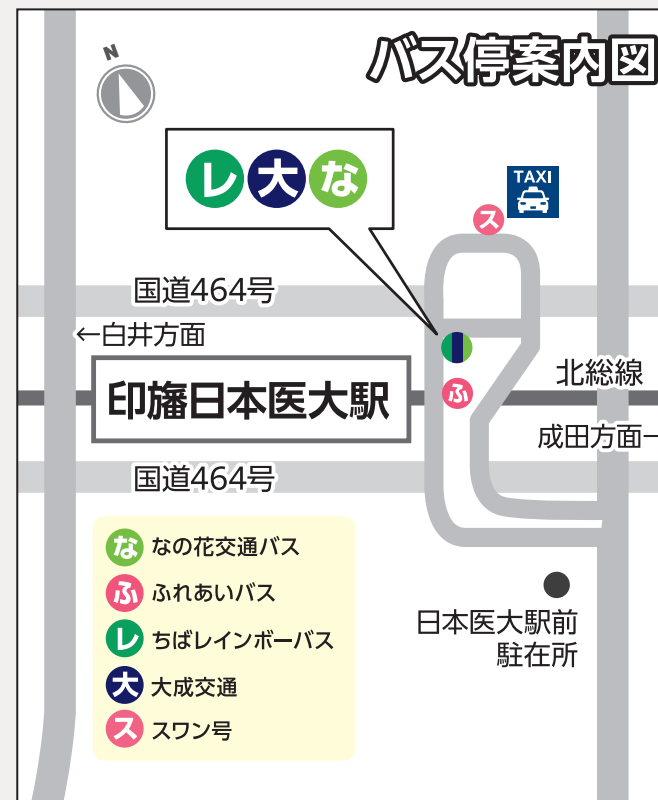 バス停案内図
N
レ大な
TAXI
ス
国道464号
←白井方面
印旛日本医大駅
ふ
北総線
成田方面→
国道464号
な なの花交通バス
ふ ふれあいバス
レ ちばレインボーバス
大 大成交通
ス スワン号
日本医大駅前
駐在所